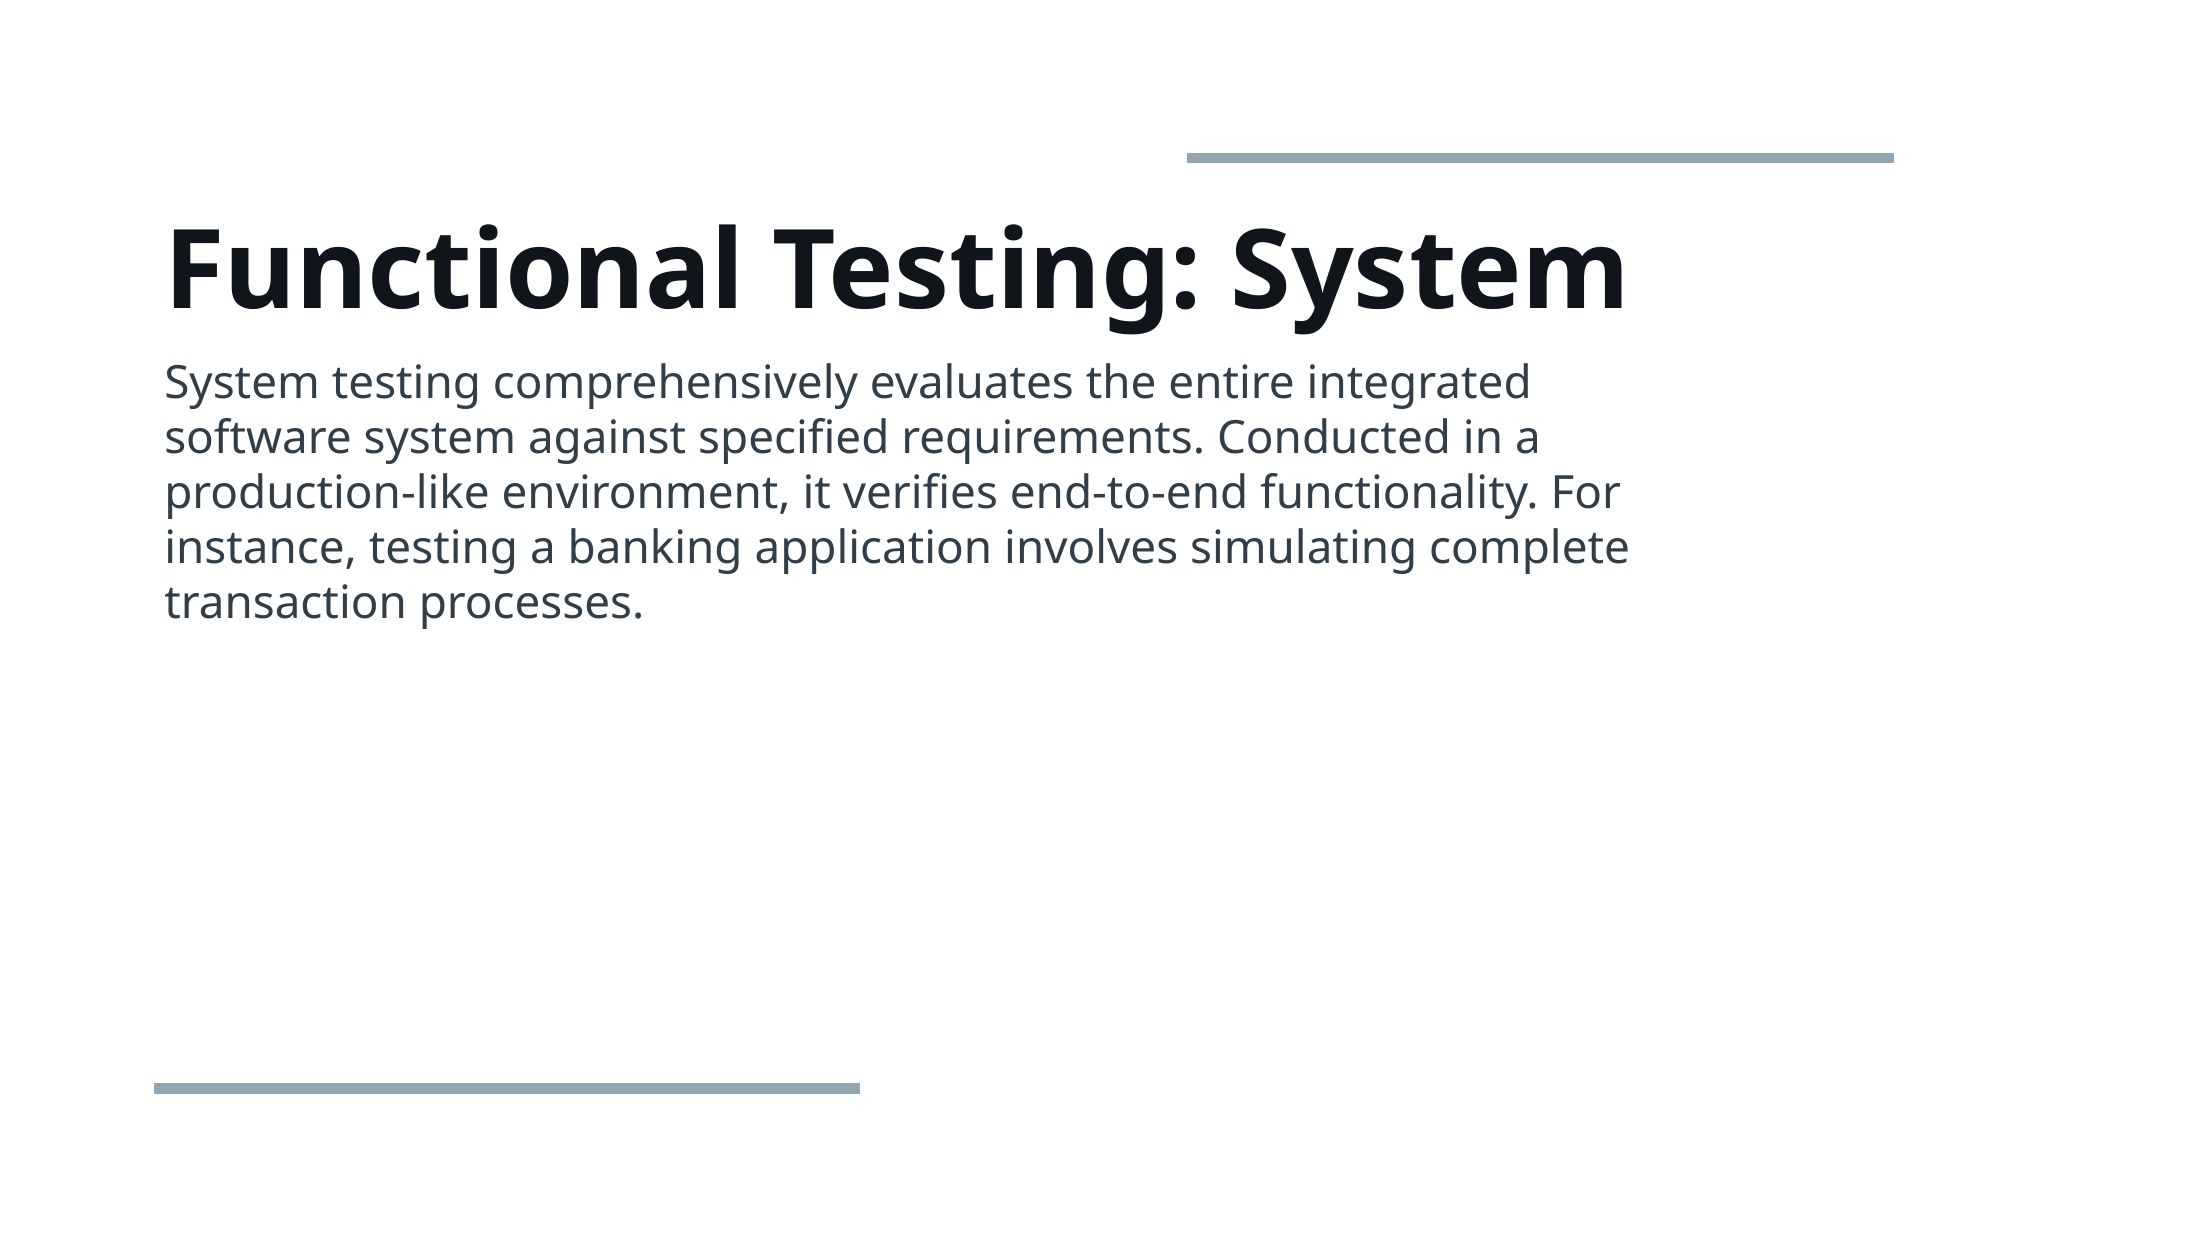 Functional Testing: System
System testing comprehensively evaluates the entire integrated
software system against specified requirements. Conducted in a
production-like environment, it verifies end-to-end functionality. For
instance, testing a banking application involves simulating complete
transaction processes.